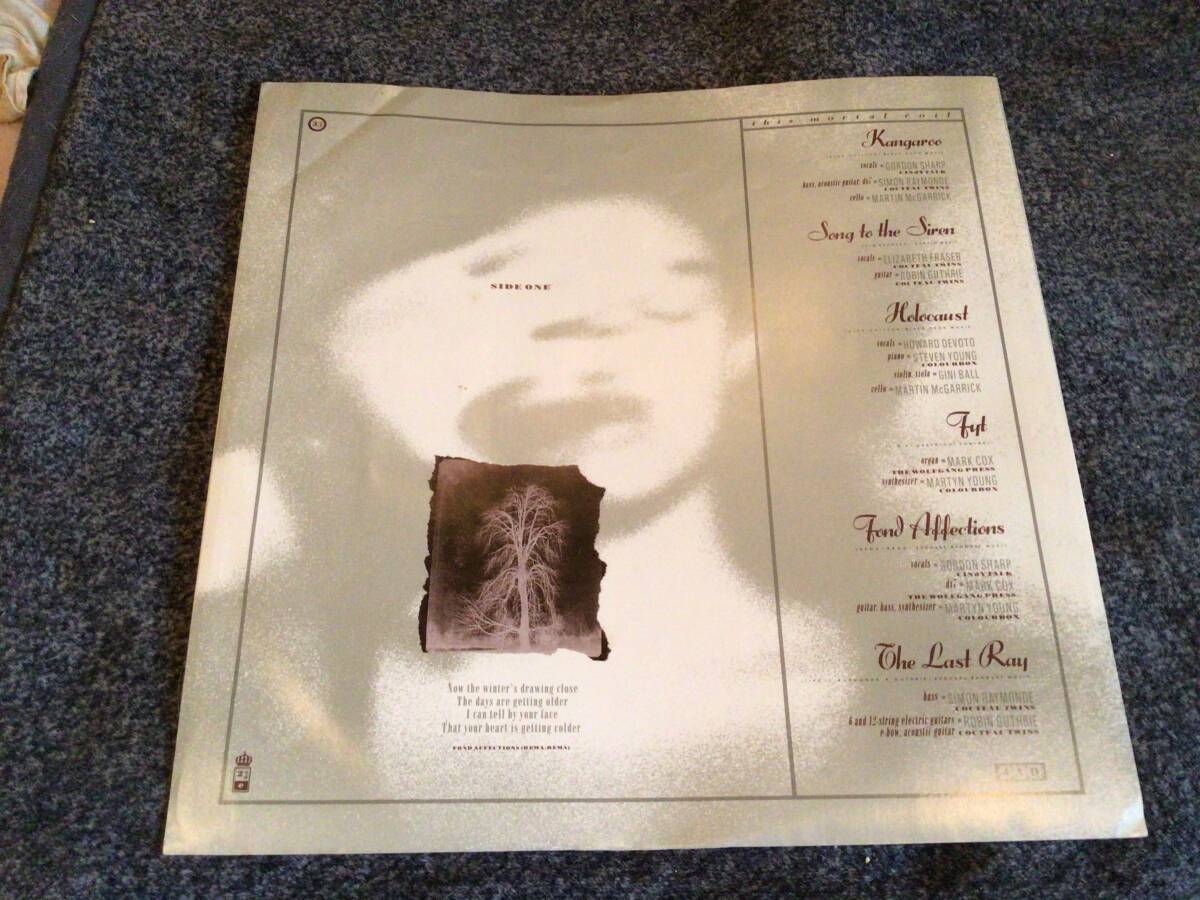 this mortal coil
Kangaroo
vocals = GORDON SHARP
CINDYTALK
bass, acoustic guitar, dx7 = SIMON RAYMONDE
COCTEAU TWINS
cello = MARTIN McGARRICK
Song to the Siren
vocals = ELIZABETH FRASER
COCTEAU TWINS
guitar = ROBIN GUTHRIE
COCTEAU TWINS
Holocaust
vocals = HOWARD DEVOTO
piano = STEVEN YOUNG
COLOURBOX
violin, viola = GINI BALL
cello = MARTIN McGARRICK
Fyt
organ = MARK COX
THE WOLFGANG PRESS
synthesizer = MARTYN YOUNG
COLOURBOX
Fond Affections
vocals = GORDON SHARP
CINDYTALK
dx7 = MARK COX
THE WOLFGANG PRESS
guitar, bass, synthesizer = MARTYN YOUNG
COLOURBOX
The Last Ray
bass = SIMON RAYMONDE
COCTEAU TWINS
6 and 12-string electric guitars = ROBIN GUTHRIE
e-bow, acoustic guitar COCTEAU TWINS
4AD
SIDE ONE
Now the winter's drawing close
The days are getting older
I can tell by your face
That your heart is getting colder
FOND AFFECTIONS (REMA-REMA)
23
e